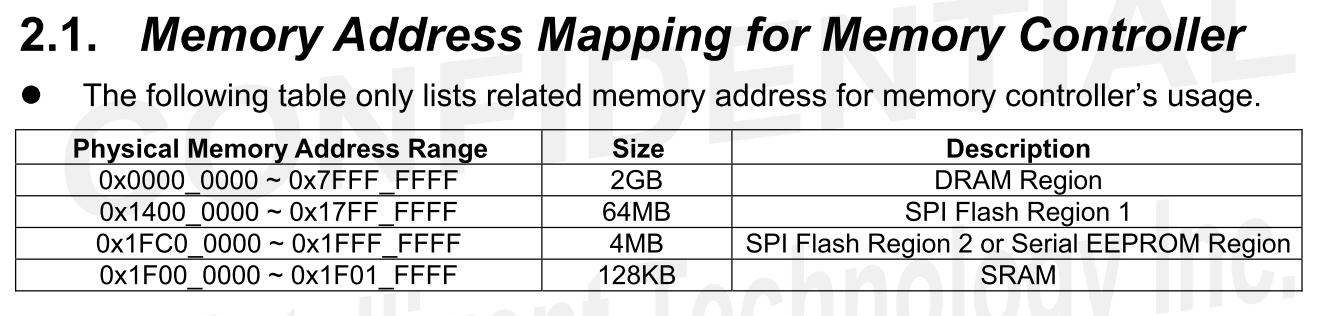 2.1. Memory Address Mapping for Memory Controller
● The following table only lists related memory address for memory controller’s usage.
Physical Memory Address Range Size Description
0x0000_0000 ~ 0x7FFF_FFFF 2GB DRAM Region
0x1400_0000 ~ 0x17FF_FFFF 64MB SPI Flash Region 1
0x1FC0_0000 ~ 0x1FFF_FFFF 4MB SPI Flash Region 2 or Serial EEPROM Region
0x1F00_0000 ~ 0x1F01_FFFF 128KB SRAM
CONFIDENTIAL
Technology Inc.